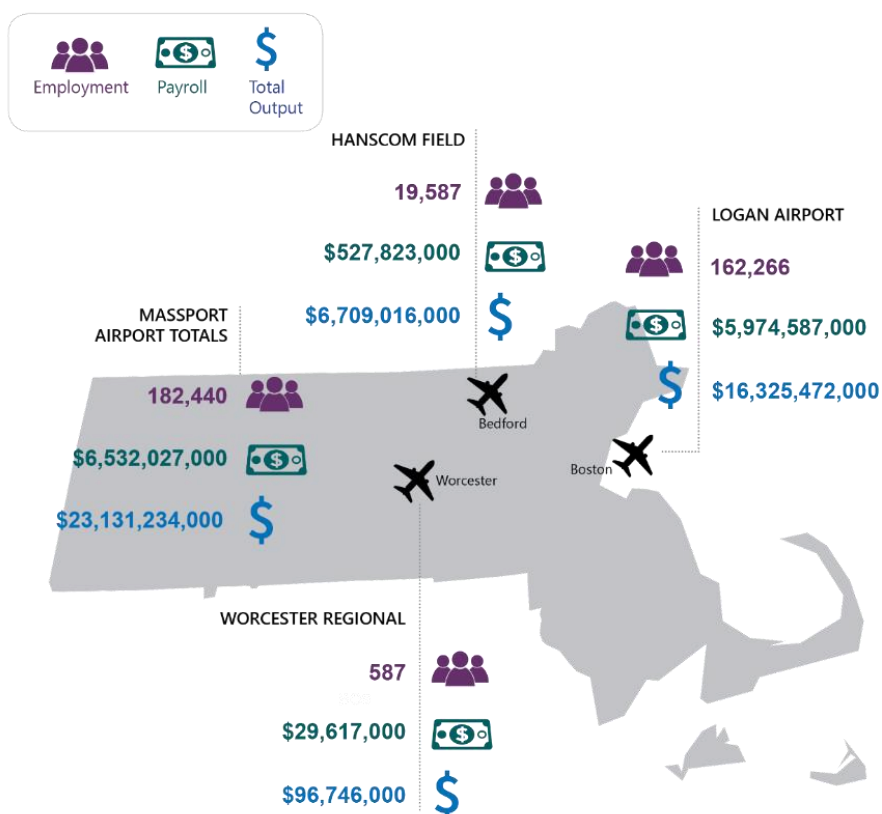 Employment
Payroll
Total
Output
HANSCOM FIELD
19,587
$527,823,000
$6,709,016,000
LOGAN AIRPORT
162,266
$5,974,587,000
$16,325,472,000
MASSPORT
AIRPORT TOTALS
182,440
$6,532,027,000
$23,131,234,000
Bedford
Worcester
Boston
WORCESTER REGIONAL
587
$29,617,000
$96,746,000